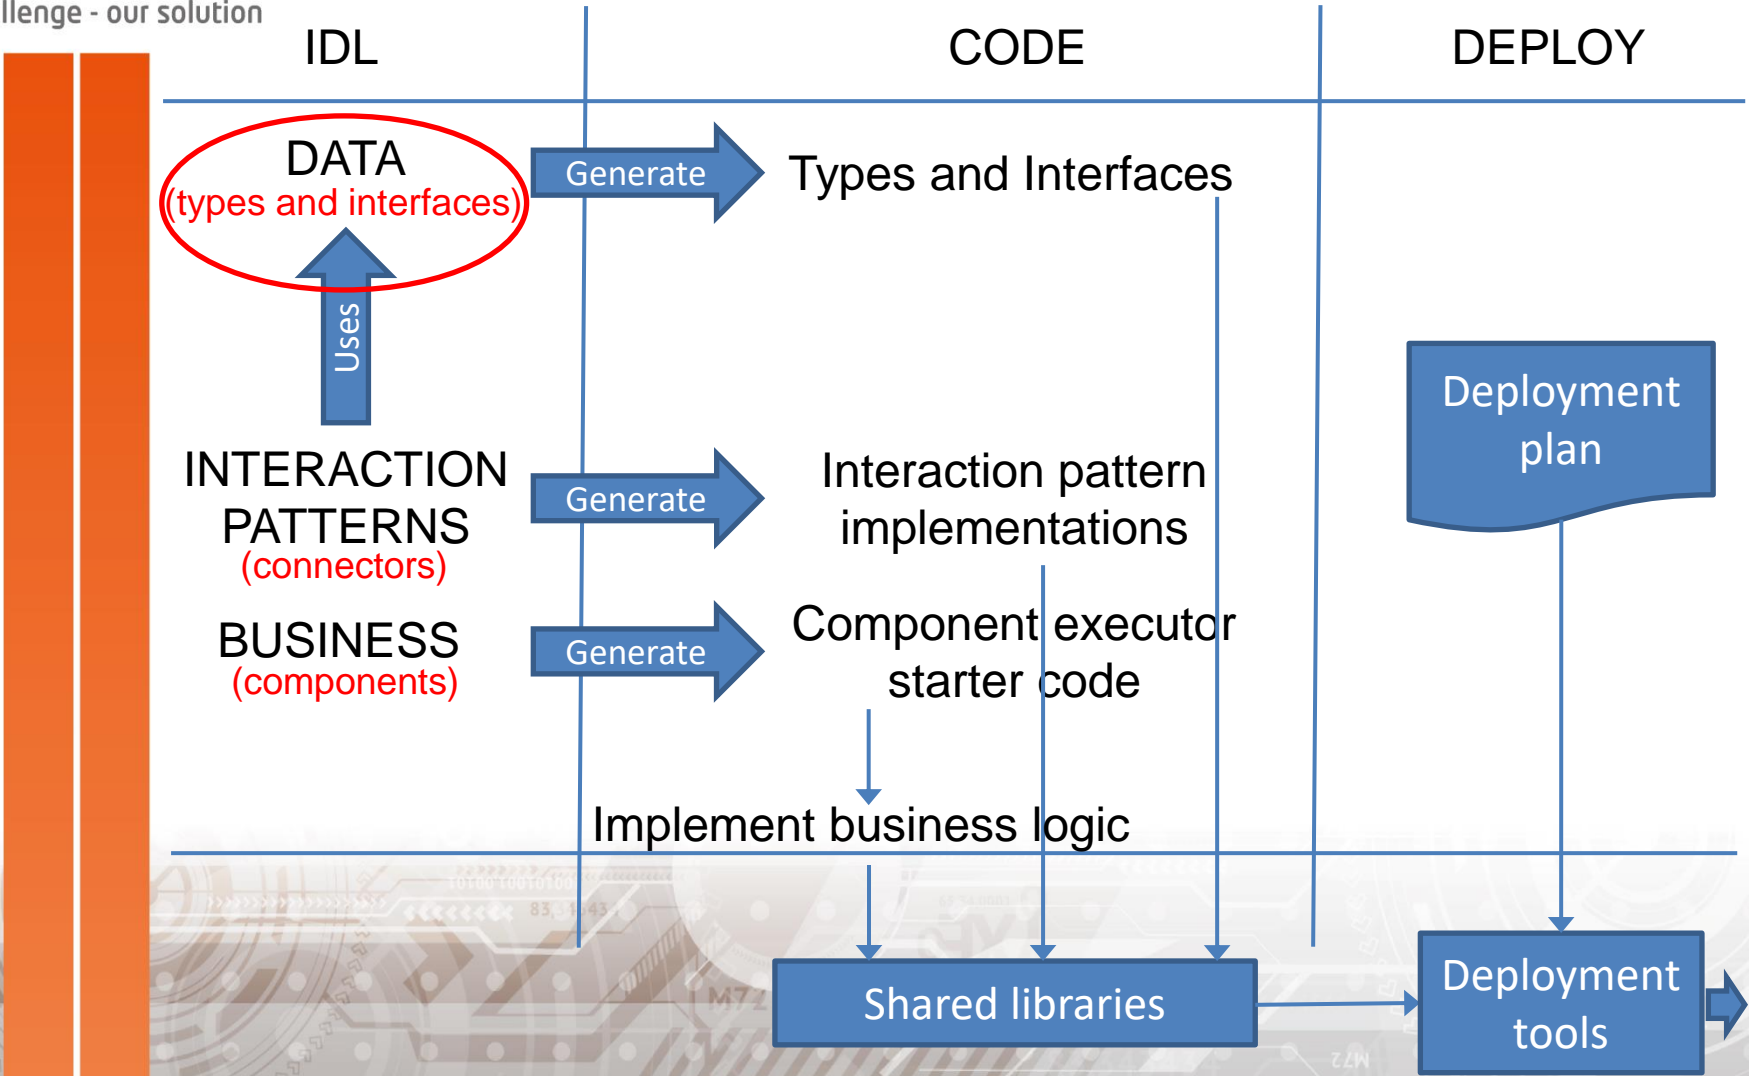 llenge - our solution
IDL
CODE
DEPLOY
DATA
(types and interfaces)
Generate
Types and Interfaces
Uses
INTERACTION
PATTERNS
(connectors)
Generate
Interaction pattern
implementations
Deployment
plan
BUSINESS
(components)
Generate
Component executor
starter code
Implement business logic
Shared libraries
Deployment
tools